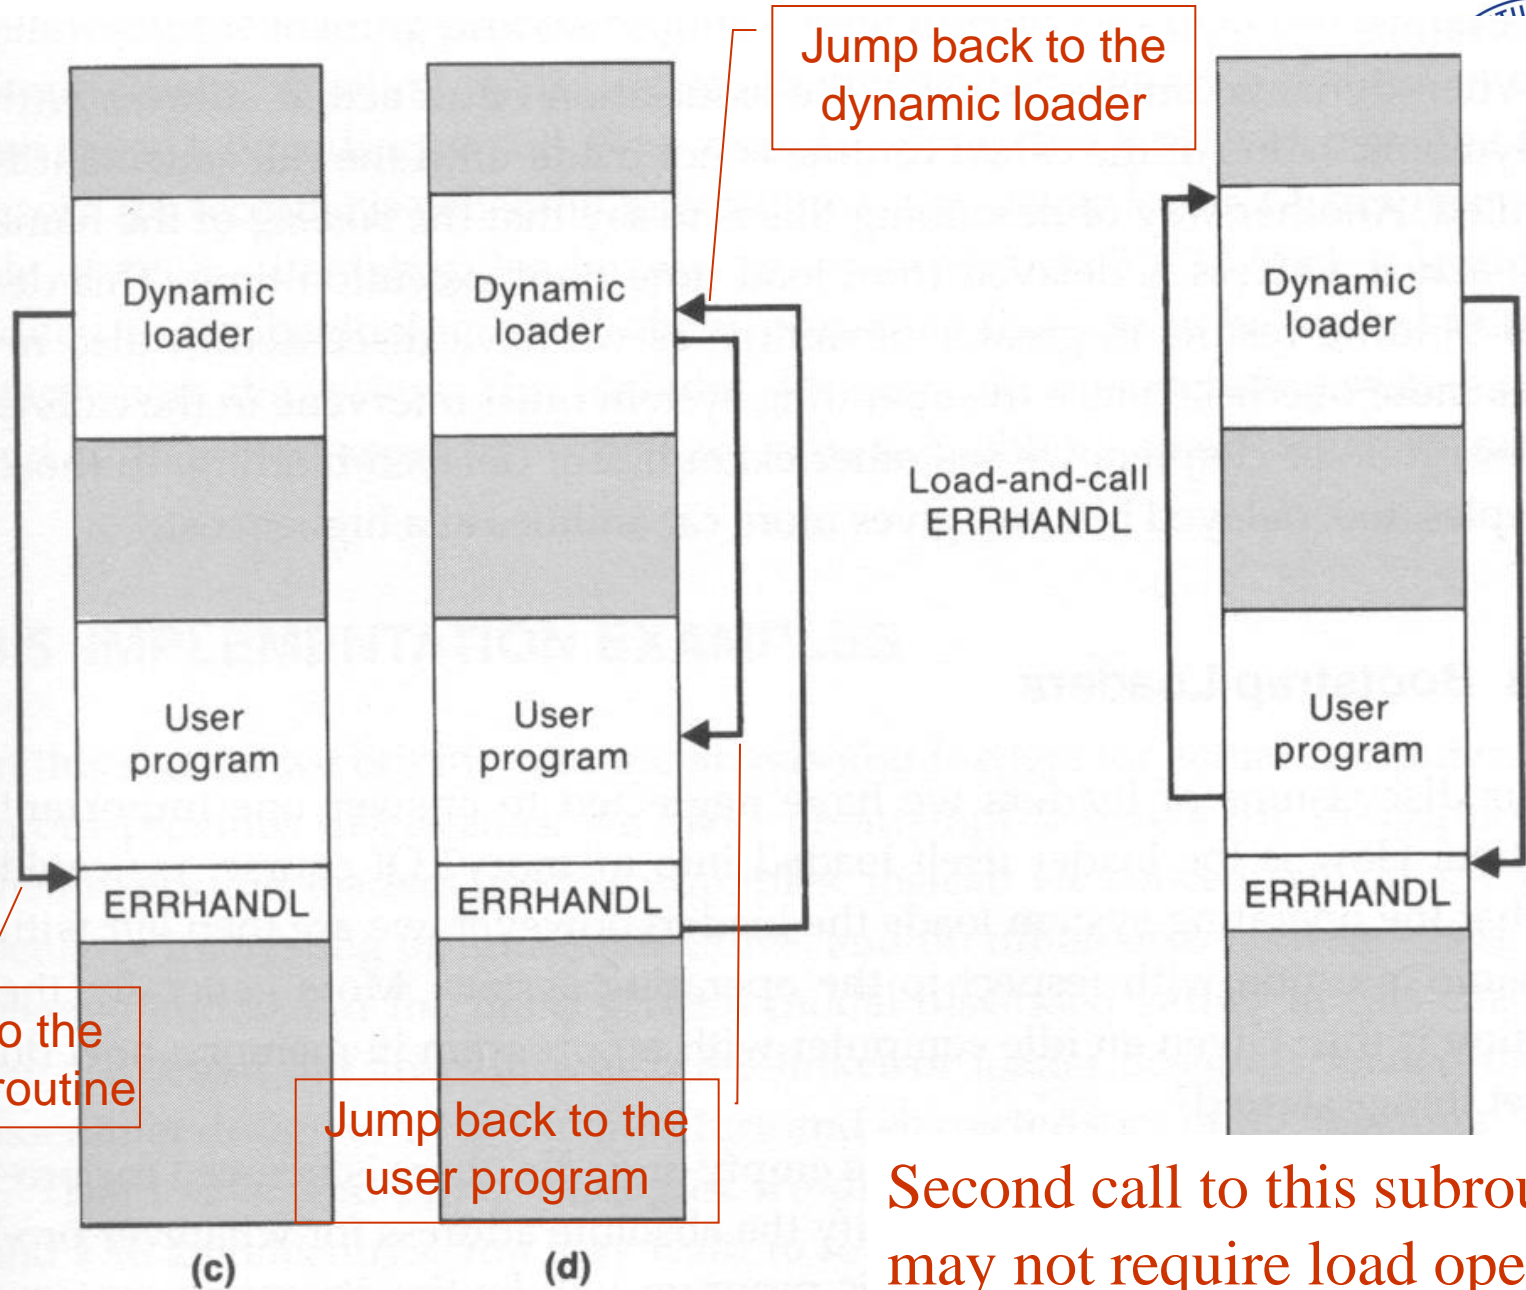 Jump back to the
dynamic loader
Dynamic
loader
Dynamic
loader
Dynamic
loader
Load-and-call
ERRHANDL
User
program
User
program
User
program
ERRHANDL
ERRHANDL
ERRHANDL
o the
routine
Jump back to the
user program
Second call to this
may not require load
(c)
(d)